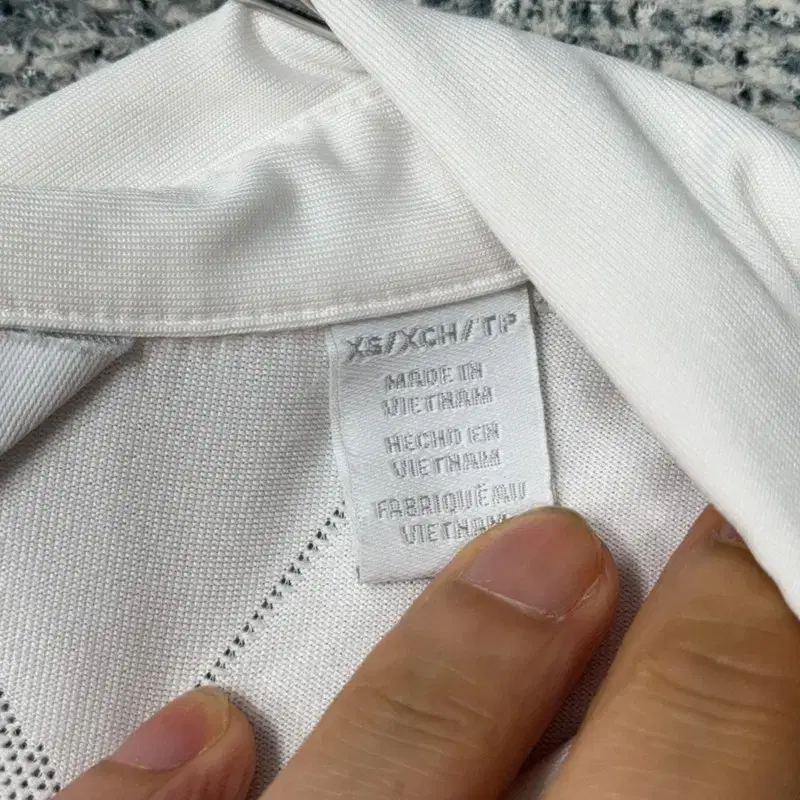 XS/XCH/TP
MADE IN
VIETNAM
HECHO EN
VIETNAM
FABRIQUÉ AU
VIETNAM